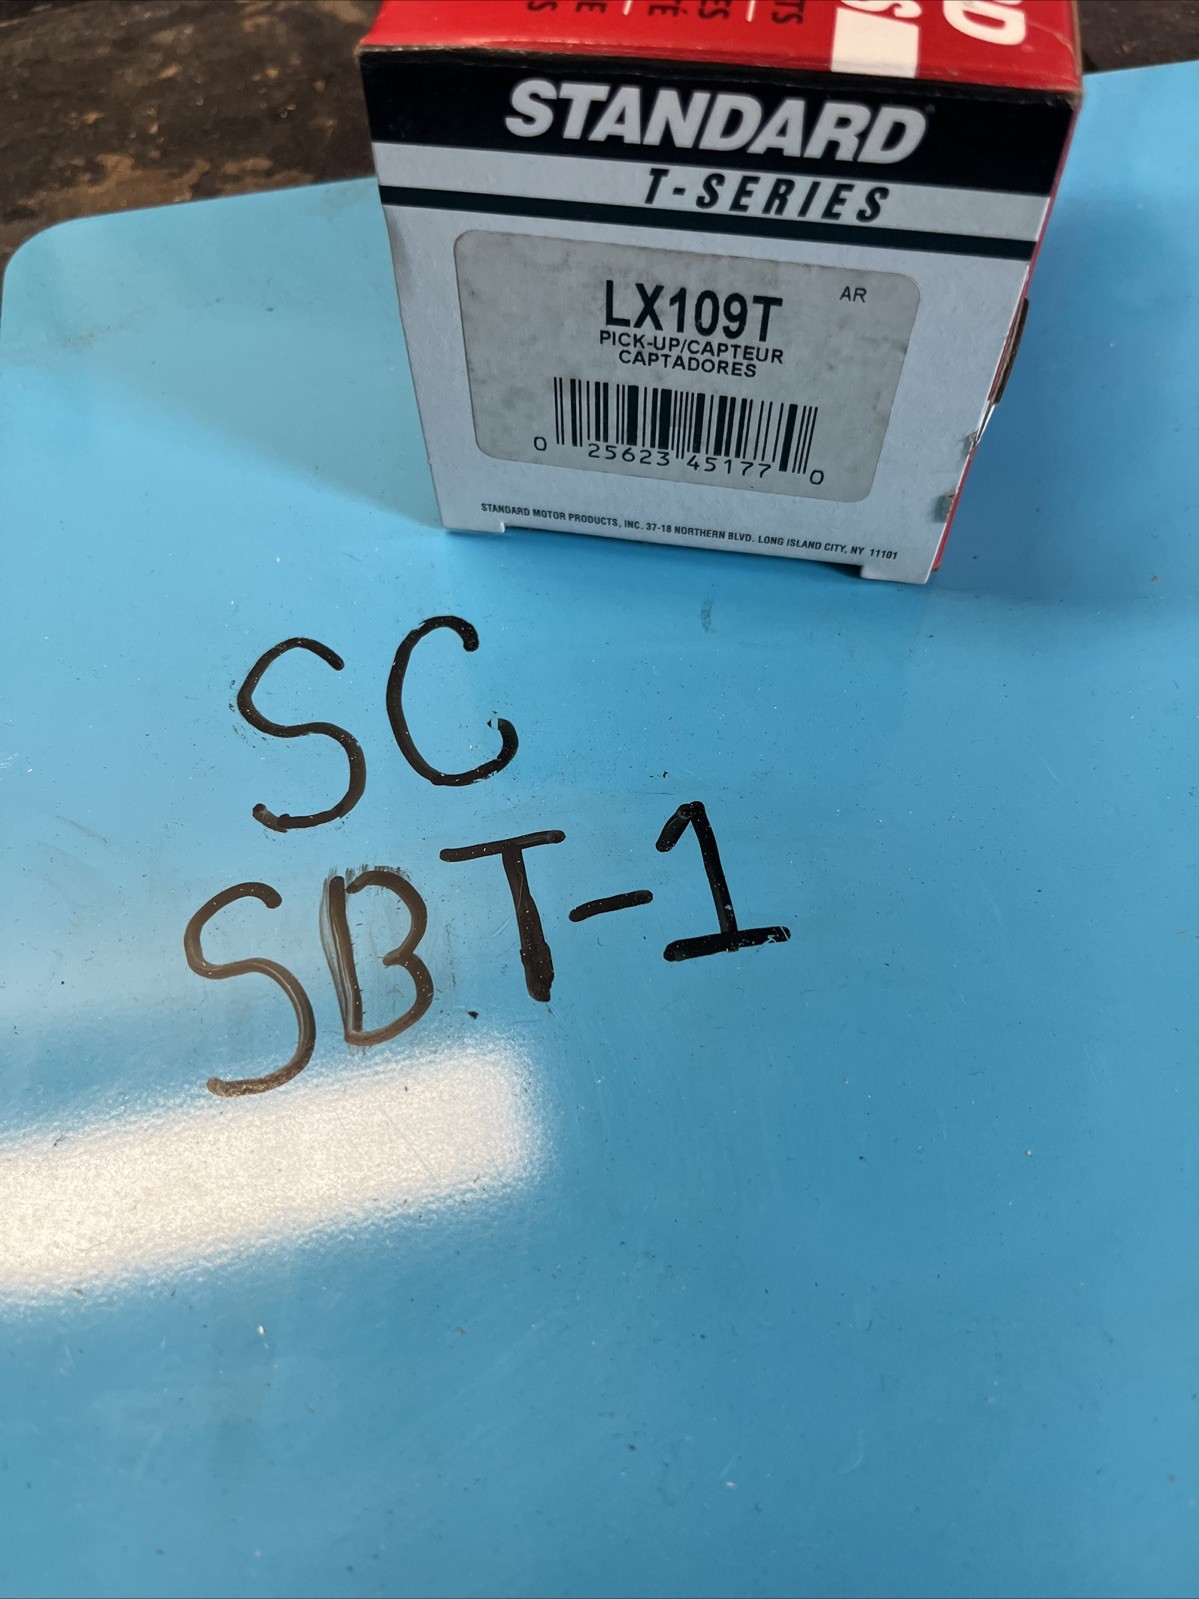 STANDARD
T-SERIES
LX109T
AR
PICK-UP/CAPTEUR
CAPTADORES
0 25623 45177 0
STANDARD MOTOR PRODUCTS, INC. 37-18 NORTHERN BLVD. LONG ISLAND CITY, NY 11101
SC
SBT-1